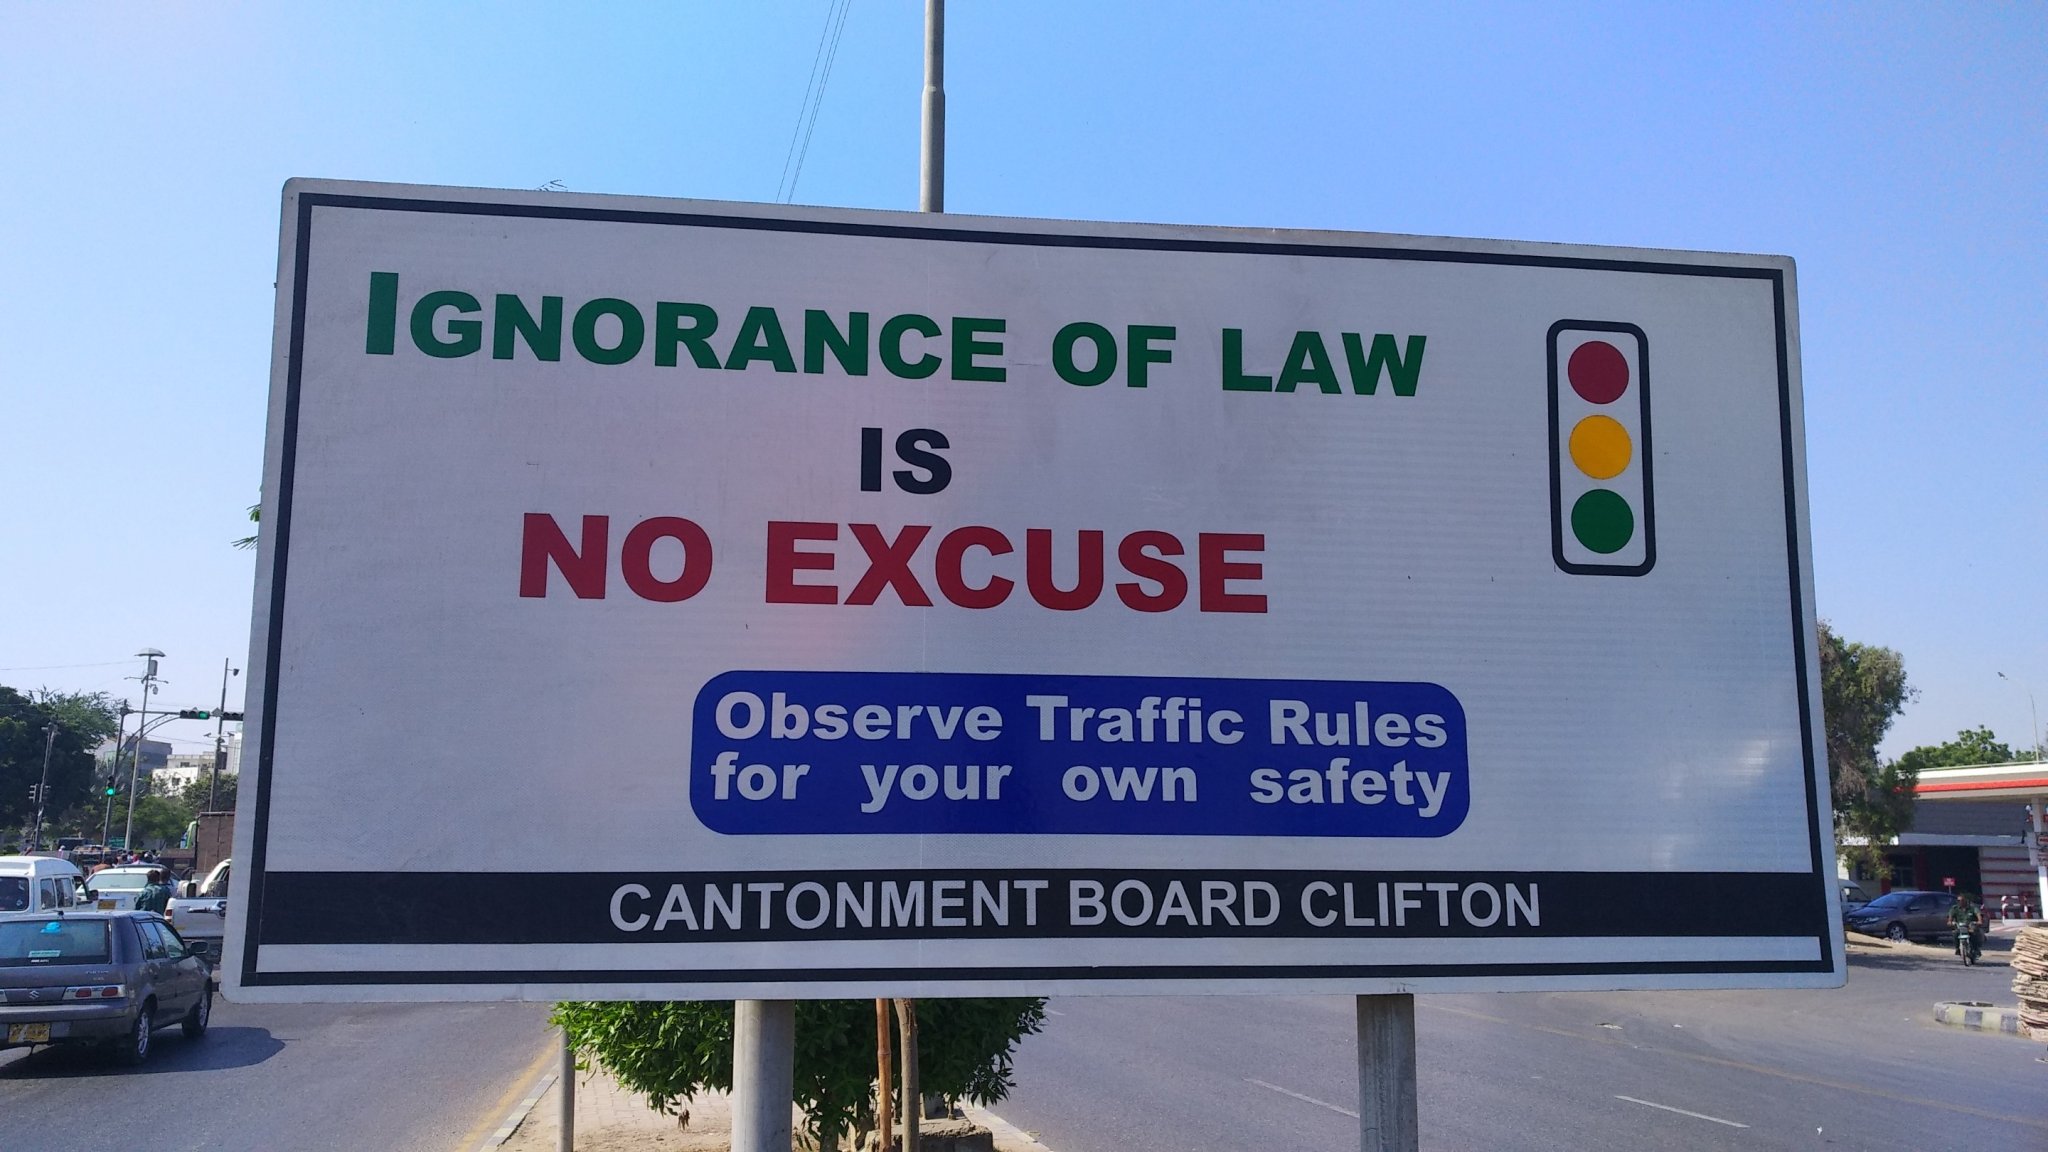 IGNORANCE OF LAW
IS
NO EXCUSE
Observe Traffic Rules
for your own safety
CANTONMENT BOARD CLIFTON